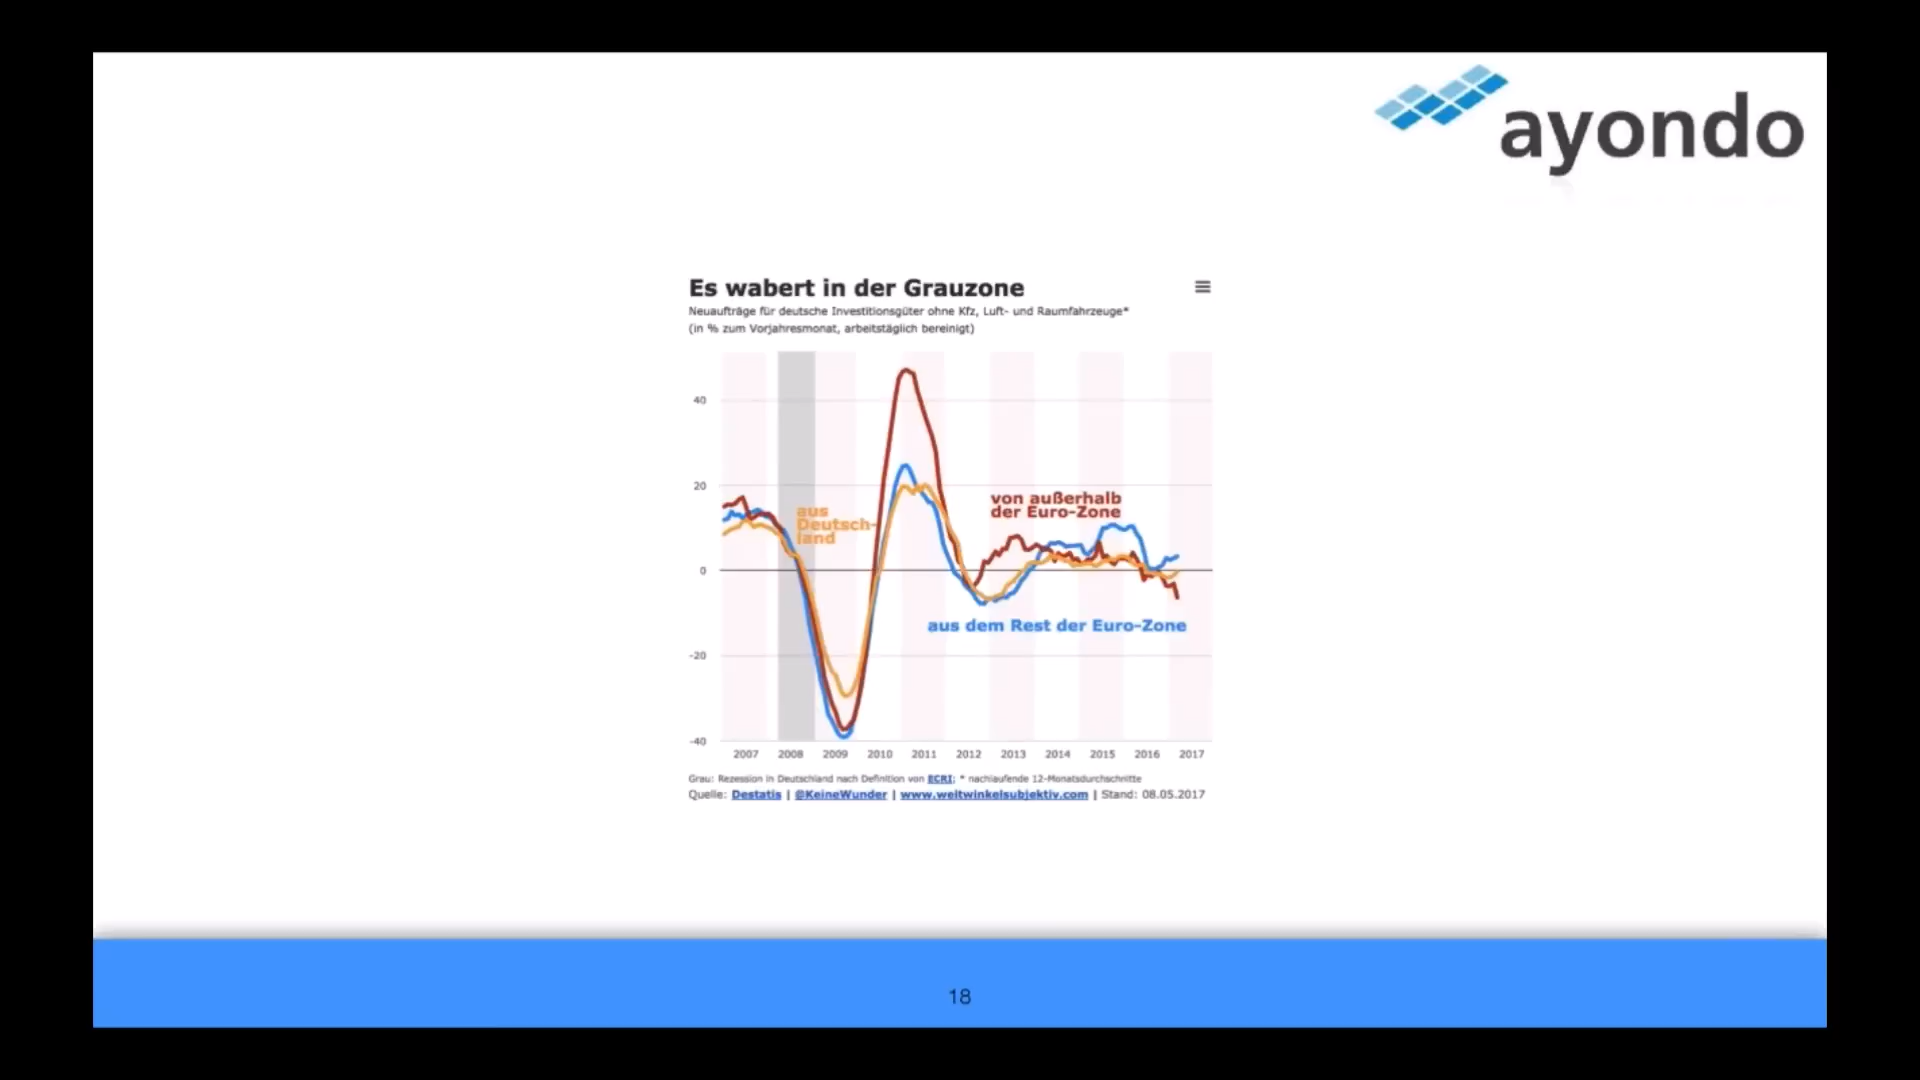 ayondo
Es wabert in der Grauzone
Neuaufträge für deutsche Investitionsgüter ohne Kfz, Luft- und Raumfahrzeuge*
(in % zum Vorjahresmonat, arbeitstäglich bereinigt)
40
20
0
-20
-40
aus
Deutsch-
land
von außerhalb
der Euro-Zone
aus dem Rest der Euro-Zone
2007 2008 2009 2010 2011 2012 2013 2014 2015 2016 2017
Grau: Rezession in Deutschland nach Definition von ECRI; * nachlaufende 12-Monatsdurchschnitte
Quelle: Destatis | @KeineWunder | www.weitwinkelsubjektiv.com | Stand: 08.05.2017
18